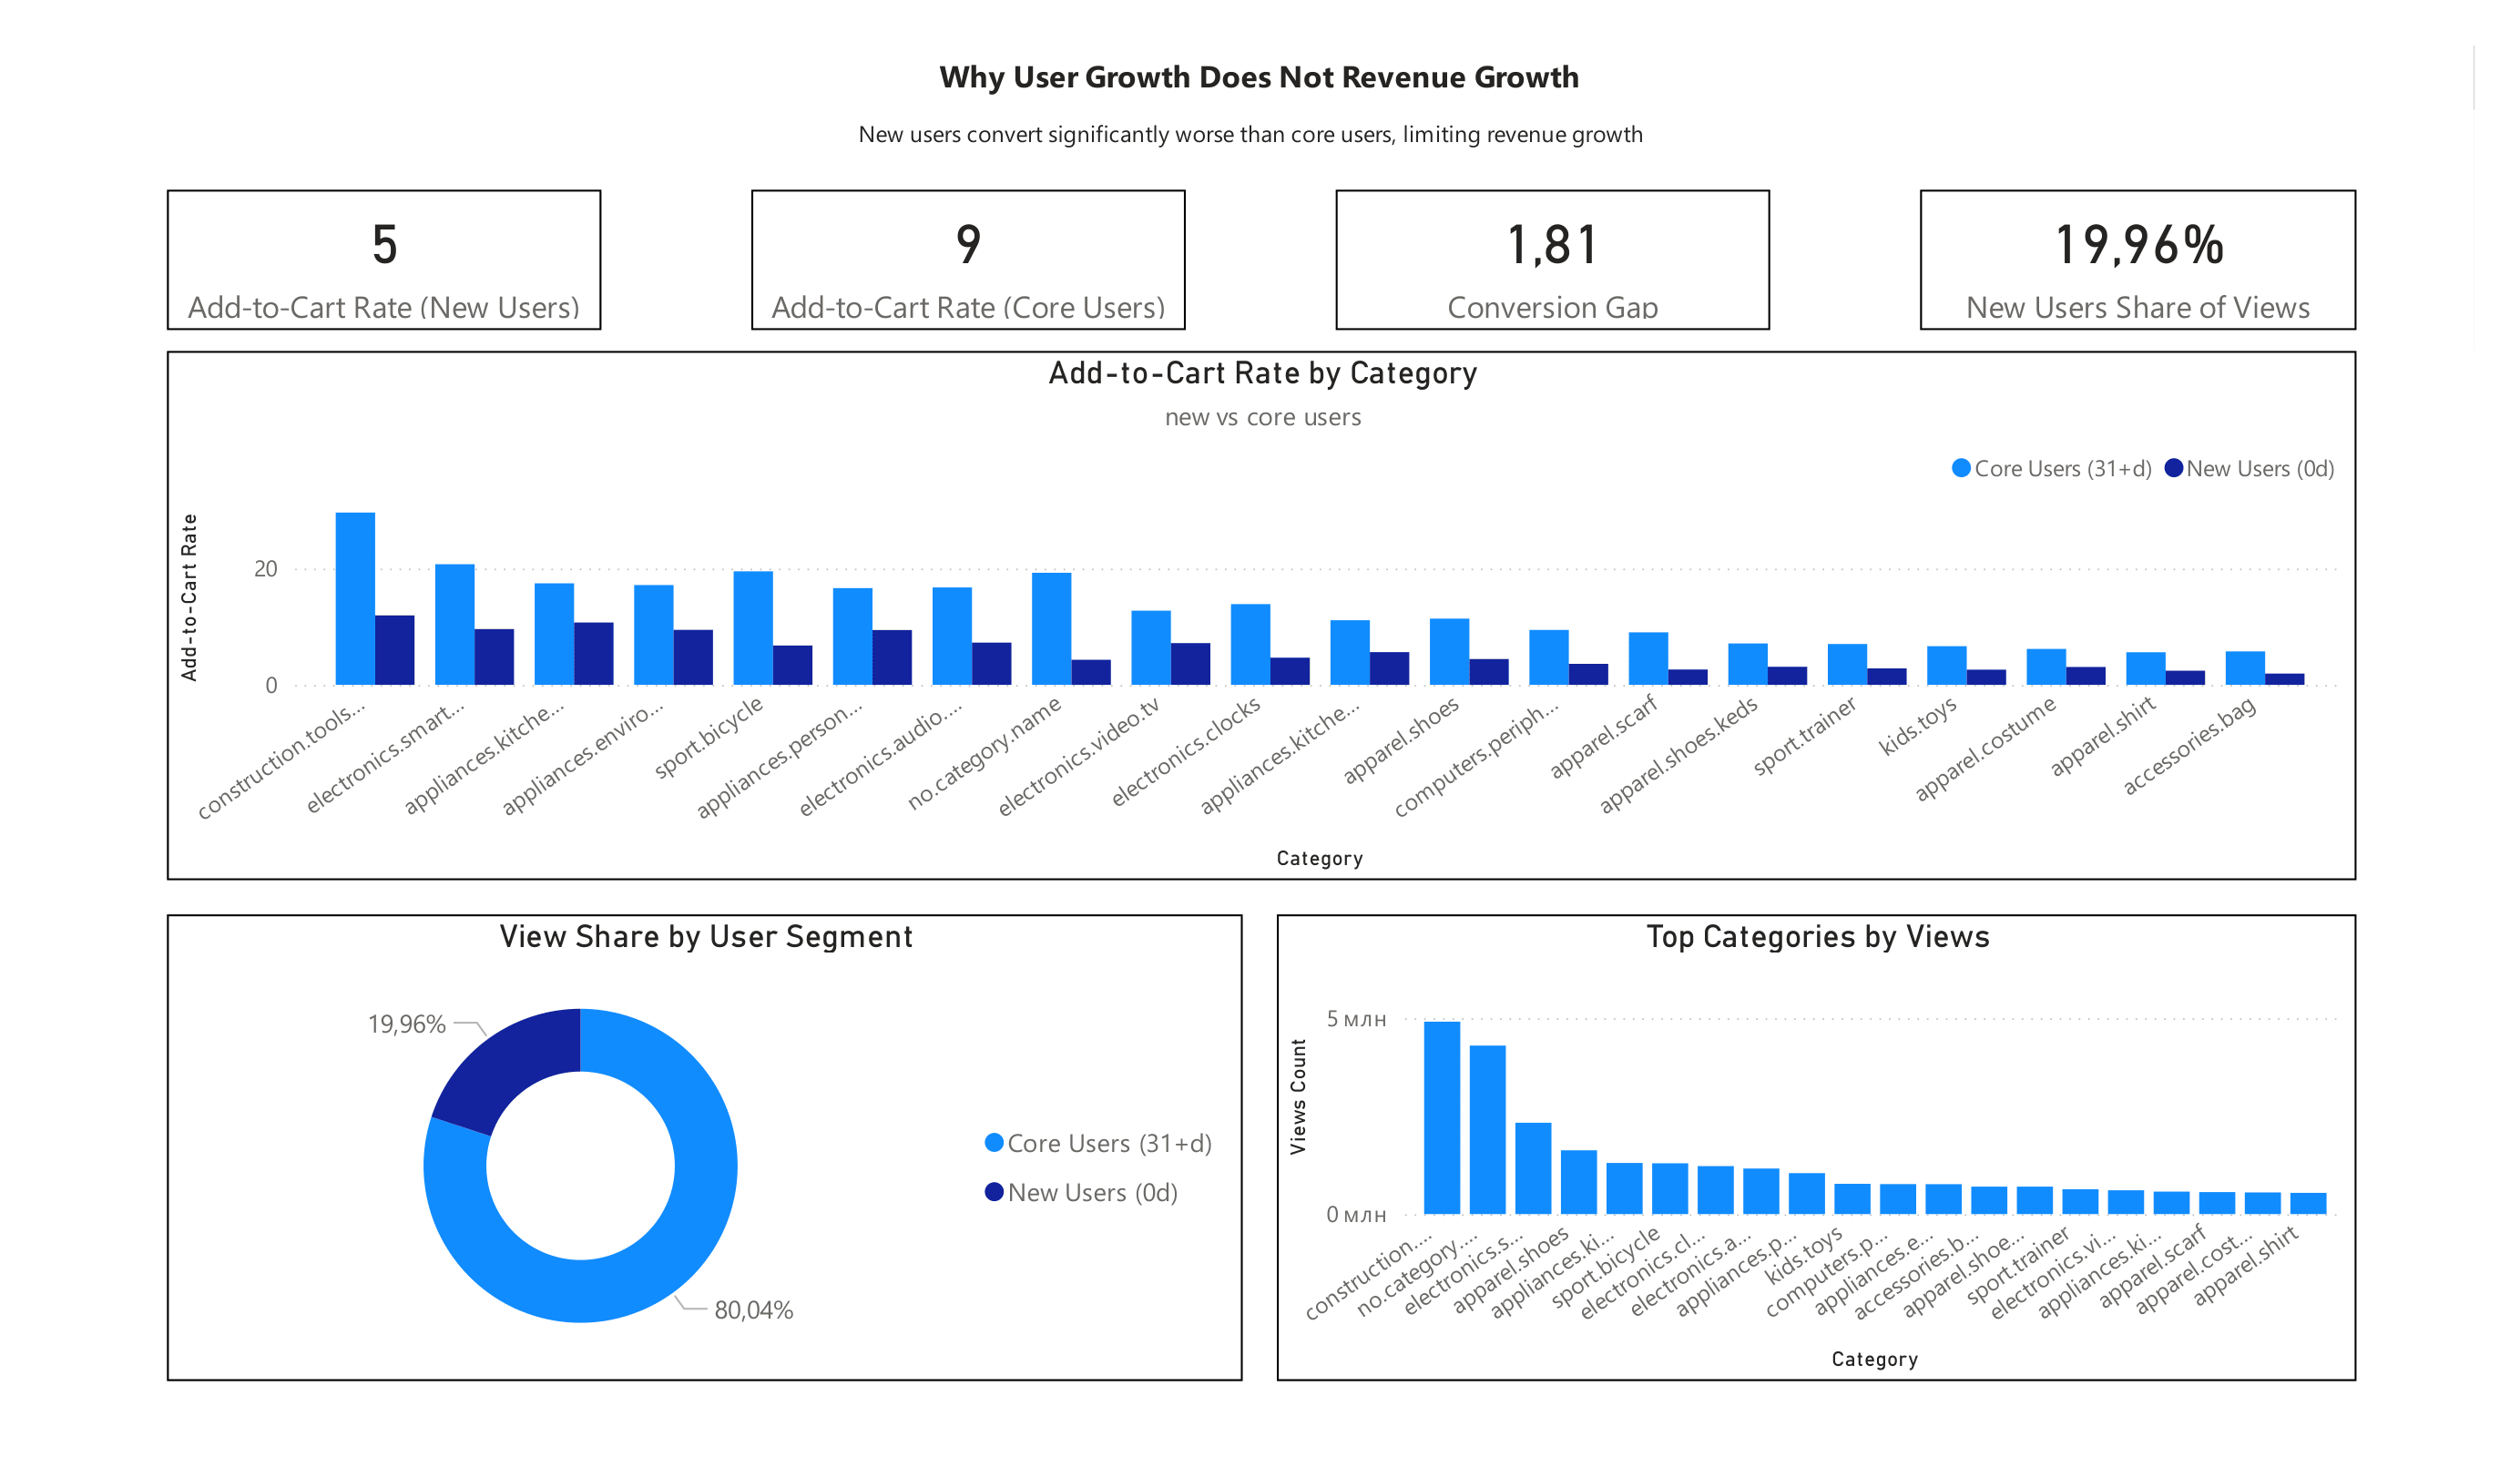 Why User Growth Does Not Revenue Growth
New users convert significantly worse than core users, limiting revenue growth
5
Add-to-Cart Rate (New Users)
9
Add-to-Cart Rate (Core Users)
1,81
Conversion Gap
19,96%
New Users Share of Views
Add-to-Cart Rate by Category
new vs core users
Core Users (31+d)
New Users (0d)
Add-to-Cart Rate
20
0
construction.tools...
electronics.smart...
appliances.kitche...
appliances.enviro...
sport.bicycle
appliances.person...
electronics.audio....
no.category.name
electronics.video.tv
electronics.clocks
appliances.kitche...
apparel.shoes
computers.periph...
apparel.scarf
apparel.shoes.keds
sport.trainer
kids.toys
apparel.costume
apparel.shirt
accessories.bag
Category
View Share by User Segment
19,96%
80,04%
Core Users (31+d)
New Users (0d)
Top Categories by Views
Views Count
5 млн
0 млн
construction....
no.category....
electronics.s...
apparel.shoes
appliances.ki...
sport.bicycle
electronics.cl...
electronics.a...
appliances.p...
kids.toys
computers.p...
appliances.e...
accessories.b...
apparel.shoe...
sport.trainer
electronics.vi...
appliances.ki...
apparel.scarf
apparel.cost...
apparel.shirt
Category